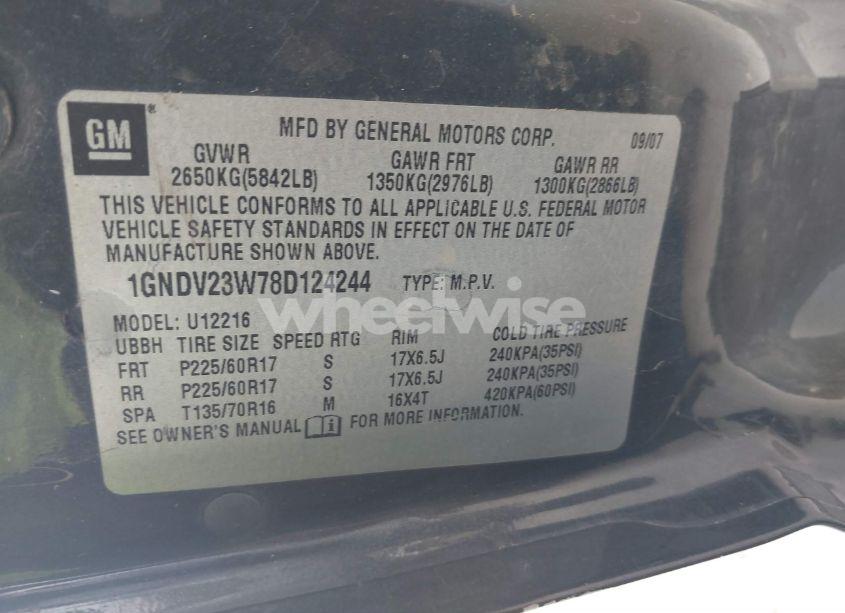 GM ®
MFD BY GENERAL MOTORS CORP. 09/07
GVWR GAWR FRT GAWR RR
2650KG(5842LB) 1350KG(2976LB) 1300KG(2866LB)
THIS VEHICLE CONFORMS TO ALL APPLICABLE U.S. FEDERAL MOTOR
VEHICLE SAFETY STANDARDS IN EFFECT ON THE DATE OF
MANUFACTURE SHOWN ABOVE.
1GNDV23W78D124244 TYPE: M.P.V.
wheelwise
MODEL: U12216
UBBH TIRE SIZE SPEED RTG RIM COLD TIRE PRESSURE
FRT P225/60R17 S 17X6.5J 240KPA(35PSI)
RR P225/60R17 S 17X6.5J 240KPA(35PSI)
SPA T135/70R16 M 16X4T 420KPA(60PSI)
SEE OWNER'S MANUAL FOR MORE INFORMATION.